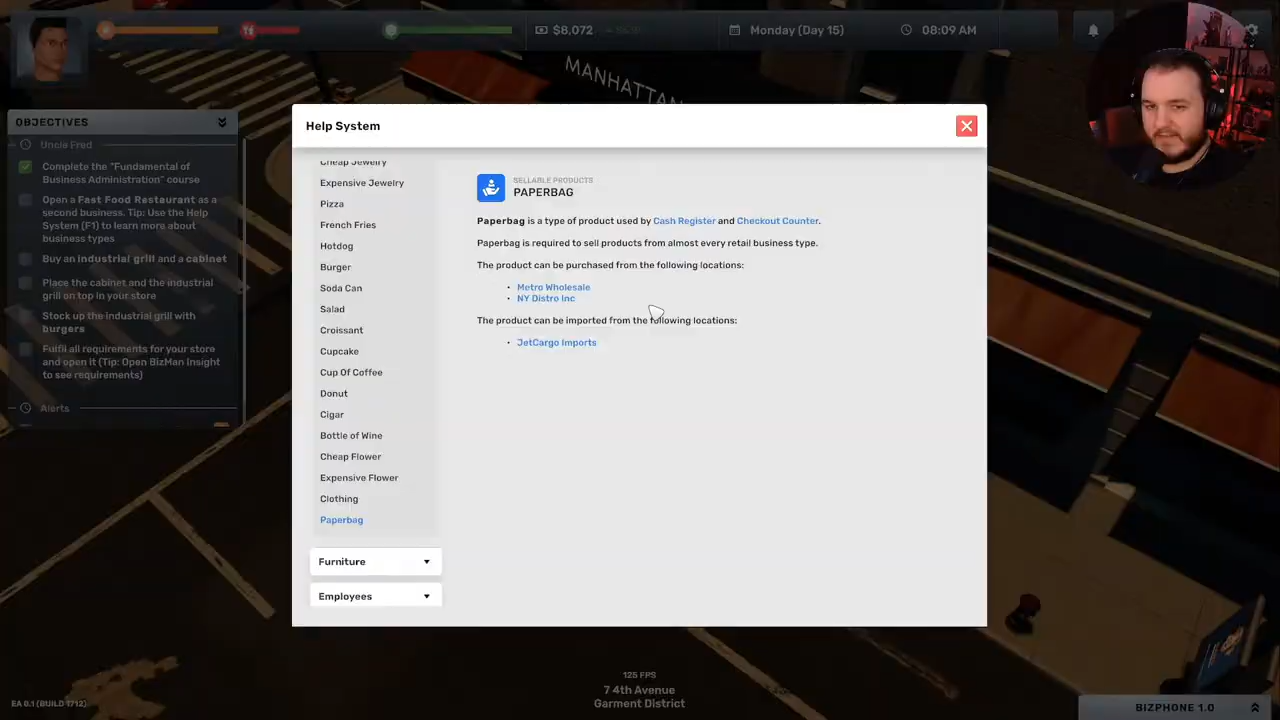 $8,072
Monday (Day 15)
08:09 AM
MANHATTAN
OBJECTIVES
Uncle Fred
Complete the "Fundamental of
Business Administration" course
Open a Fast Food Restaurant as a
second business. Tip: Use the Help
System (F1) to learn more about
business types
Buy an industrial grill and a cabinet
Place the cabinet and the industrial
grill on top in your store
Stock up the industrial grill with
burgers
Fulfil all requirements for your store
and open it (Tip: Open BizMan Insight
to see requirements)
Alerts
Help System
Cheap Jewelry
Expensive Jewelry
Pizza
French Fries
Hotdog
Burger
Soda Can
Salad
Croissant
Cupcake
Cup Of Coffee
Donut
Cigar
Bottle of Wine
Cheap Flower
Expensive Flower
Clothing
Paperbag
Furniture
Employees
SELLABLE PRODUCTS
PAPERBAG
Paperbag is a type of product used by Cash Register and Checkout Counter.
Paperbag is required to sell products from almost every retail business type.
The product can be purchased from the following locations:
• Metro Wholesale
• NY Distro Inc
The product can be imported from the following locations:
• JetCargo Imports
125 FPS
7 4th Avenue
Garment District
EA 0.1 (BUILD 1712)
BIZPHONE 1.0